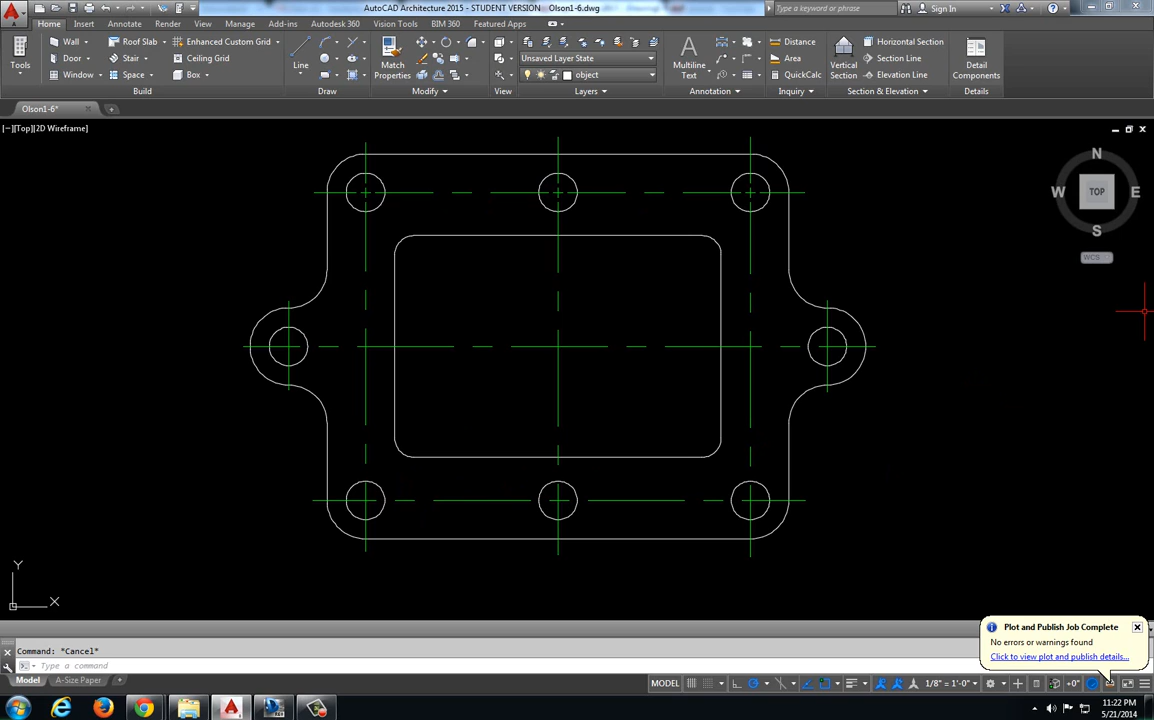 AutoCAD Architecture 2015 - STUDENT VERSION Olson1-6.dwg
Type a keyword or phrase
Sign In
Home Insert Annotate Render View Manage Add-ins Autodesk 360 Vision Tools BIM 360 Featured Apps
Tools
Wall Roof Slab Enhanced Custom Grid
Door Stair Ceiling Grid
Window Space Box
Build
Line
Draw
Match Properties
Modify
View
Unsaved Layer State
object
Layers
Multiline Text
Annotation
Distance
Area
QuickCalc
Inquiry
Vertical Section
Horizontal Section
Section Line
Elevation Line
Section & Elevation
Detail Components
Details
Olson1-6*
[−][Top][2D Wireframe]
N
W TOP E
S
WCS
Y
X
Plot and Publish Job Complete
No errors or warnings found
Click to view plot and publish details...
Command: *Cancel*
Type a command
Model A-Size Paper
MODEL
1/8" = 1'-0"
+0"
11:22 PM
5/21/2014